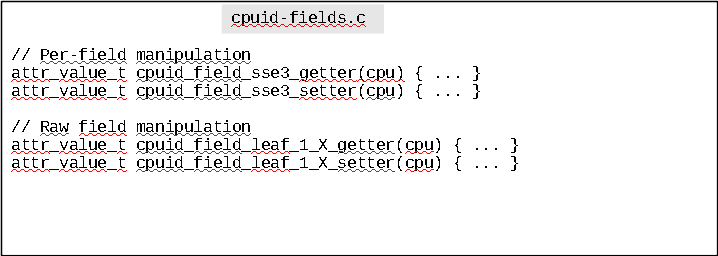 cpuid-fields.c
// Per-field manipulation
attr_value_t cpuid_field_sse3_getter(cpu) { ... }
attr_value_t cpuid_field_sse3_setter(cpu) { ... }
// Raw field manipulation
attr_value_t cpuid_field_leaf_1_X_getter(cpu) { ... }
attr_value_t cpuid_field_leaf_1_X_setter(cpu) { ... }